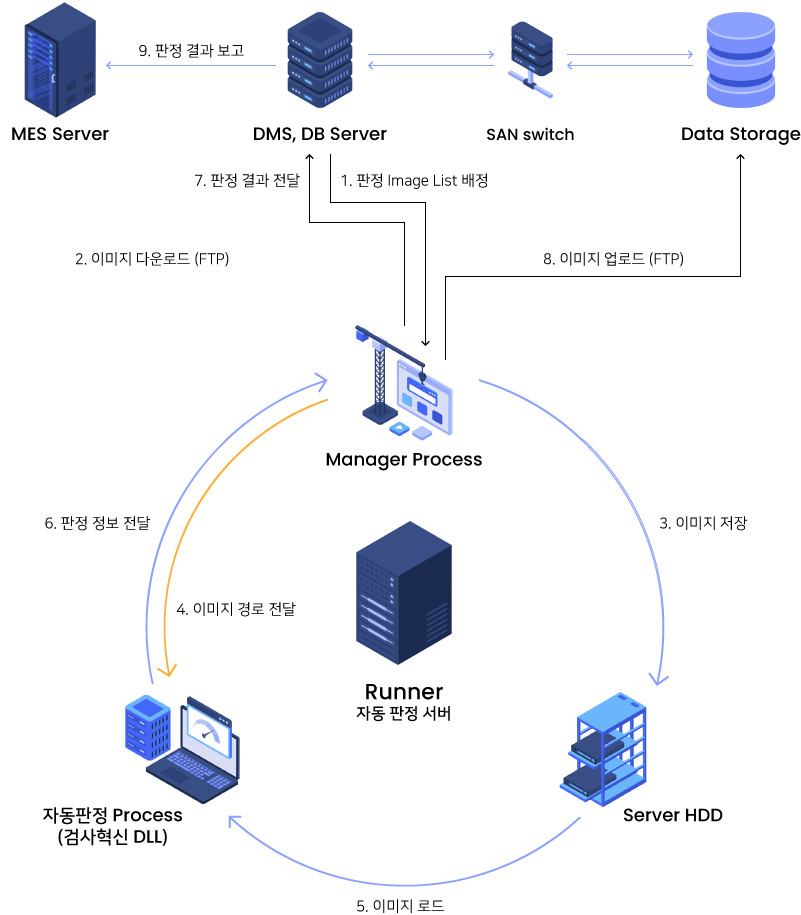 9. 판정 결과 보고
MES Server
DMS, DB Server
SAN switch
Data Storage
7. 판정 결과 전달
1. 판정 Image List 배정
2. 이미지 다운로드 (FTP)
8. 이미지 업로드 (FTP)
Manager Process
6. 판정 정보 전달
3. 이미지 저장
4. 이미지 경로 전달
Runner
자동 판정 서버
자동판정 Process
(검사혁신 DLL)
Server HDD
5. 이미지 로드